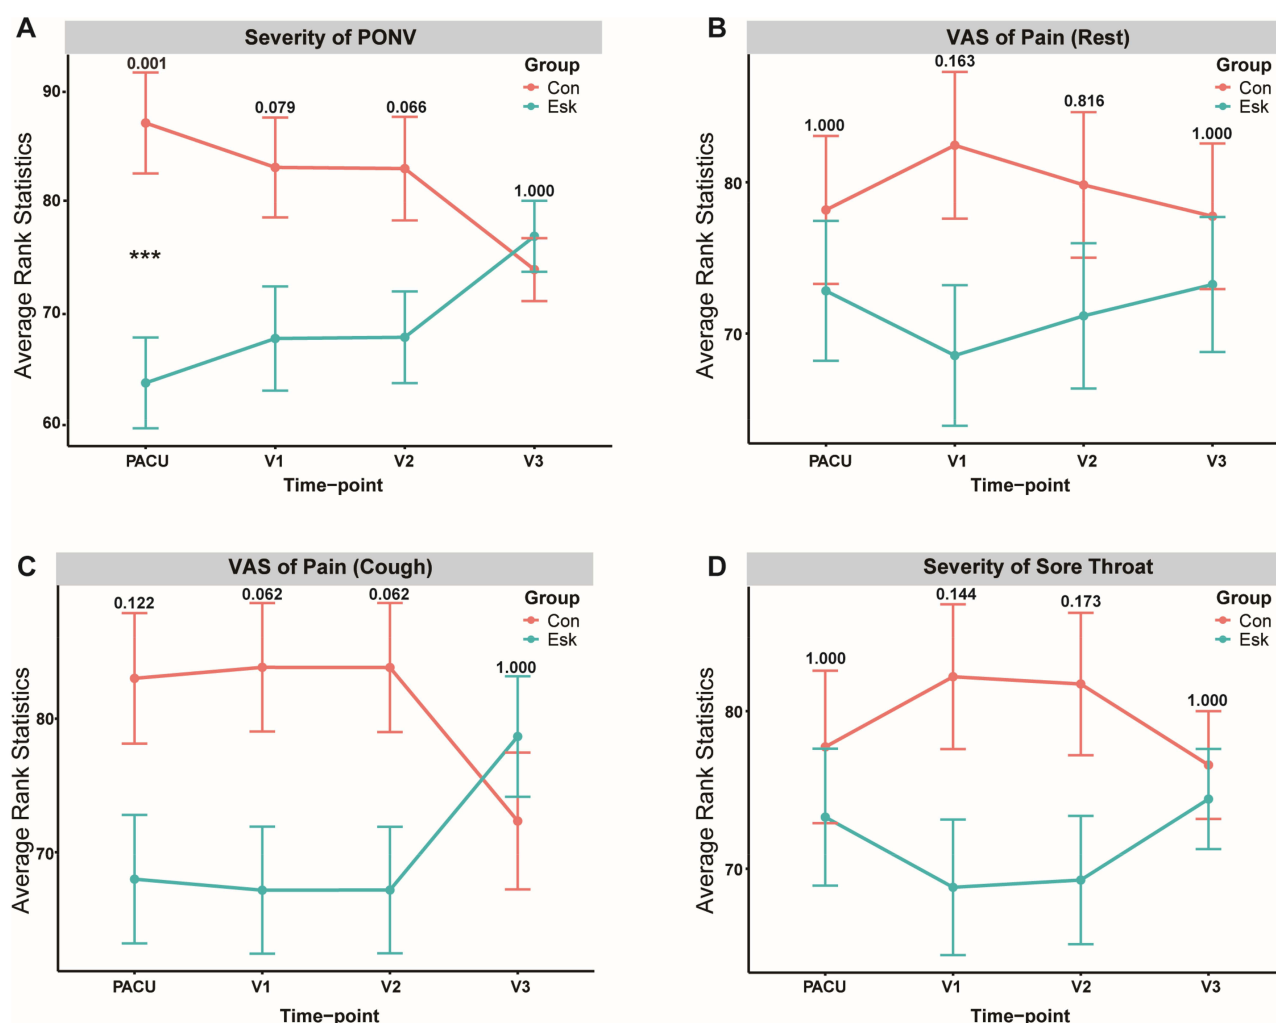 A
Severity of PONV
Average Rank Statistics
90
80
70
60
0.001
0.079
0.066
1.000
***
Group
Con
Esk
PACU V1 V2 V3
Time−point
B
VAS of Pain (Rest)
Average Rank Statistics
80
70
1.000
0.163
0.816
1.000
Group
Con
Esk
PACU V1 V2 V3
Time−point
C
VAS of Pain (Cough)
Average Rank Statistics
80
70
0.122
0.062
0.062
1.000
Group
Con
Esk
PACU V1 V2 V3
Time−point
D
Severity of Sore Throat
Average Rank Statistics
80
70
1.000
0.144
0.173
1.000
Group
Con
Esk
PACU V1 V2 V3
Time−point